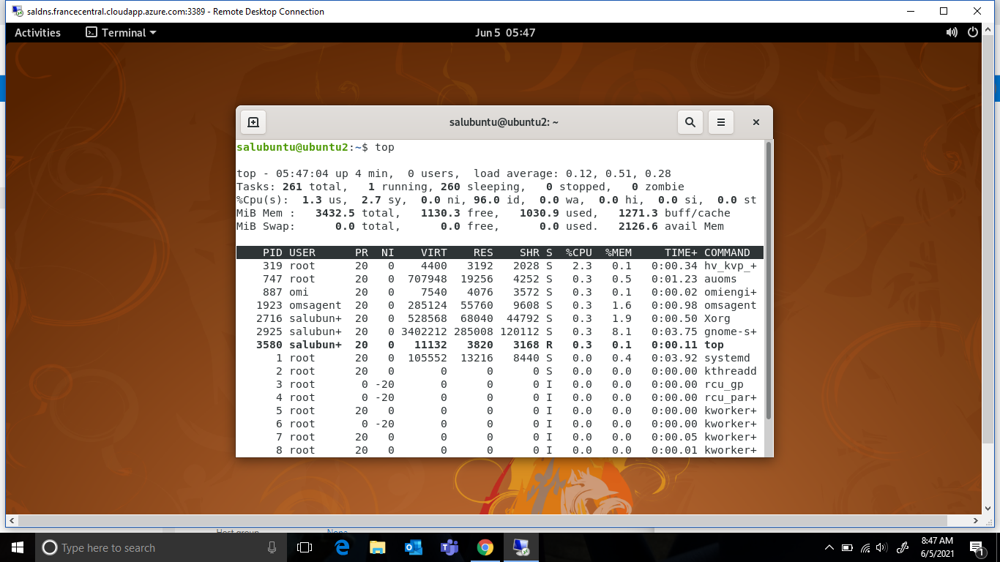 saldns.francecentral.cloudapp.azure.com:3389 - Remote Desktop Connection
Activities Terminal Jun 5 05:47
salubuntu@ubuntu2: ~
salubuntu@ubuntu2:~$ top
top - 05:47:04 up 4 min,  0 users,  load average: 0.12, 0.51, 0.28
Tasks: 261 total,   1 running, 260 sleeping,   0 stopped,   0 zombie
%Cpu(s):  1.3 us,  2.7 sy,  0.0 ni, 96.0 id,  0.0 wa,  0.0 hi,  0.0 si,  0.0 st
MiB Mem :   3432.5 total,   1130.3 free,   1030.9 used,   1271.3 buff/cache
MiB Swap:      0.0 total,      0.0 free,      0.0 used.   2126.6 avail Mem
    PID USER      PR  NI    VIRT    RES    SHR S  %CPU  %MEM     TIME+ COMMAND
    319 root      20   0    4400   3192   2028 S   2.3   0.1   0:00.34 hv_kvp_+
    747 root      20   0  707948  19256   4252 S   0.3   0.5   0:01.23 auoms
    887 omi       20   0    7540   4076   3572 S   0.3   0.1   0:00.02 omiengi+
   1923 omsagent  20   0  285124  55760   9608 S   0.3   1.6   0:00.98 omsagent
   2716 salubun+  20   0  528568  68040  44792 S   0.3   1.9   0:00.50 Xorg
   2925 salubun+  20   0 3402212 285008 120112 S   0.3   8.1   0:03.75 gnome-s+
   3580 salubun+  20   0   11132   3820   3168 R   0.3   0.1   0:00.11 top
      1 root      20   0  105552  13216   8440 S   0.0   0.4   0:03.92 systemd
      2 root      20   0       0      0      0 S   0.0   0.0   0:00.00 kthreadd
      3 root       0 -20       0      0      0 I   0.0   0.0   0:00.00 rcu_gp
      4 root       0 -20       0      0      0 I   0.0   0.0   0:00.00 rcu_par+
      5 root      20   0       0      0      0 I   0.0   0.0   0:00.00 kworker+
      6 root       0 -20       0      0      0 I   0.0   0.0   0:00.00 kworker+
      7 root      20   0       0      0      0 I   0.0   0.0   0:00.05 kworker+
      8 root      20   0       0      0      0 I   0.0   0.0   0:00.01 kworker+
Host group None
Type here to search
8:47 AM
6/5/2021
1